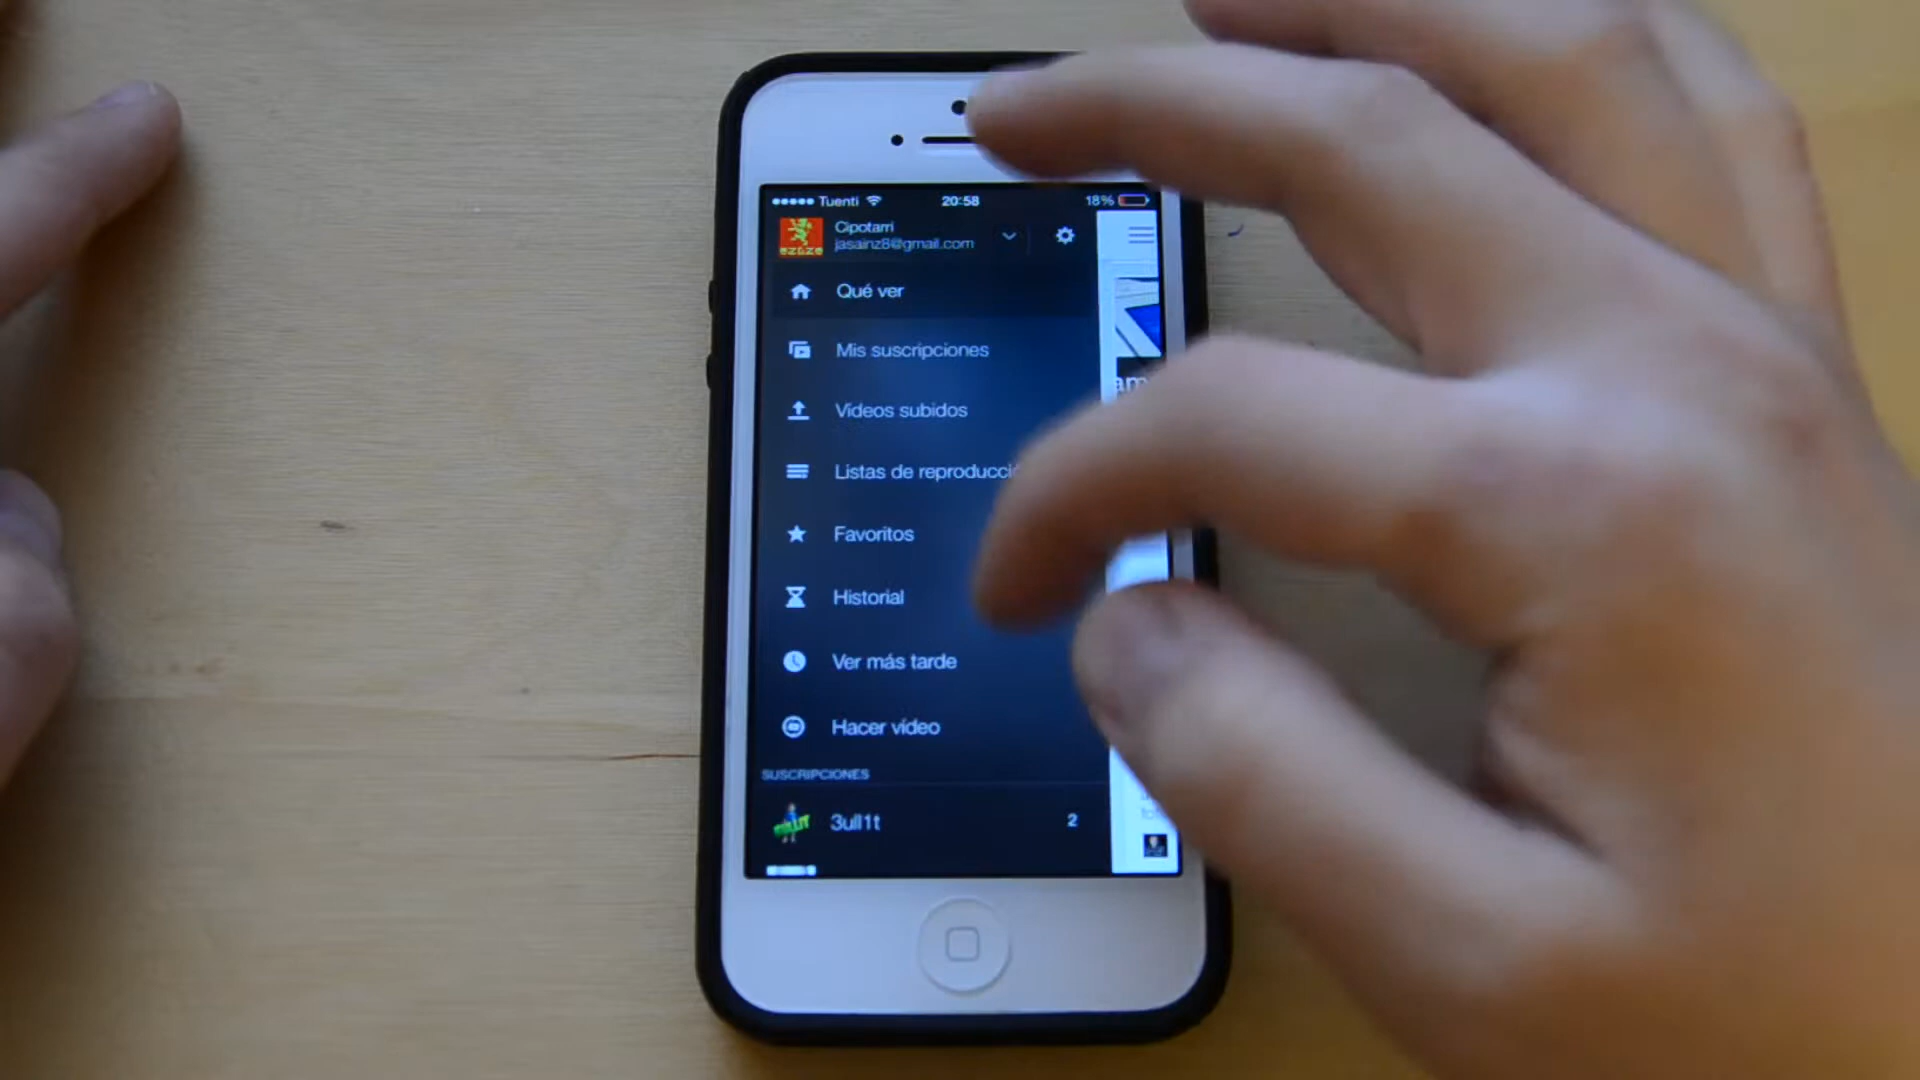 Tuenti 20:58 18%
Cipotarri
jasainz8@gmail.com
Qué ver
Mis suscripciones
Vídeos subidos
Listas de reproducci
Favoritos
Historial
Ver más tarde
Hacer vídeo
SUSCRIPCIONES
3ull1t 2
am